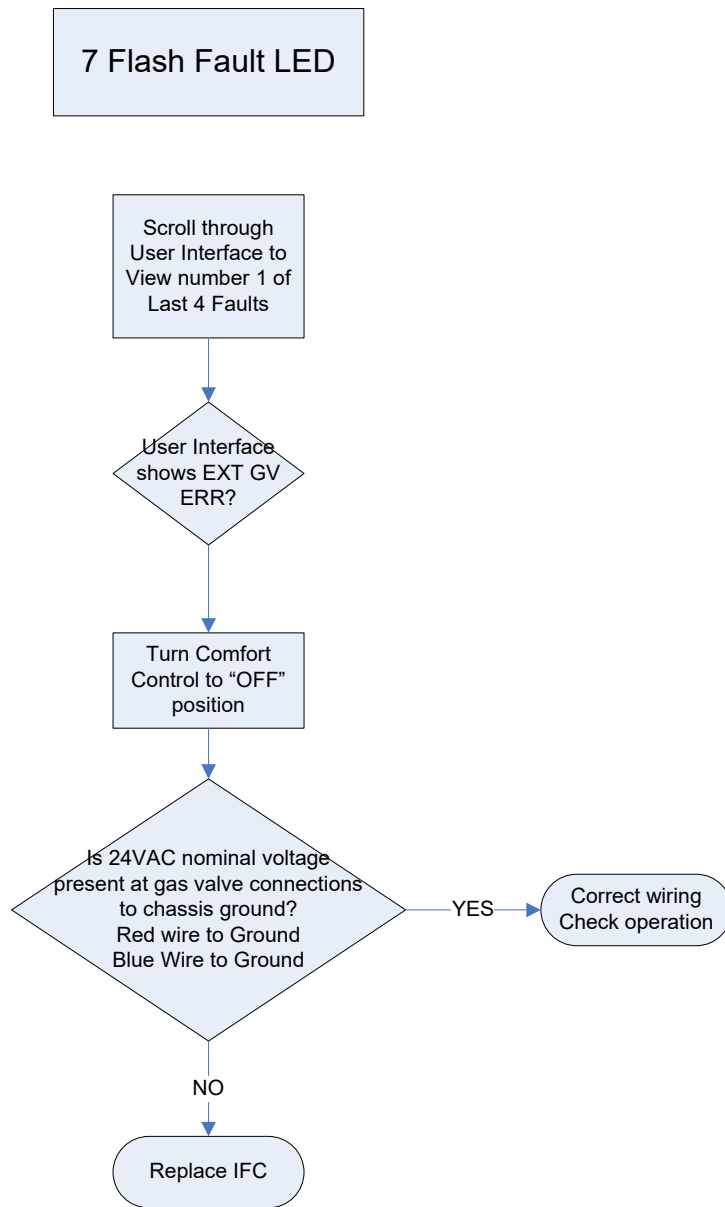 7 Flash Fault LED
Scroll through
User Interface to
View number 1 of
Last 4 Faults
User Interface
shows EXT GV
ERR?
Turn Comfort
Control to “OFF”
position
Is 24VAC nominal voltage
present at gas valve connections
to chassis ground?
Red wire to Ground
Blue Wire to Ground
YES
Correct wiring
Check operation
NO
Replace IFC